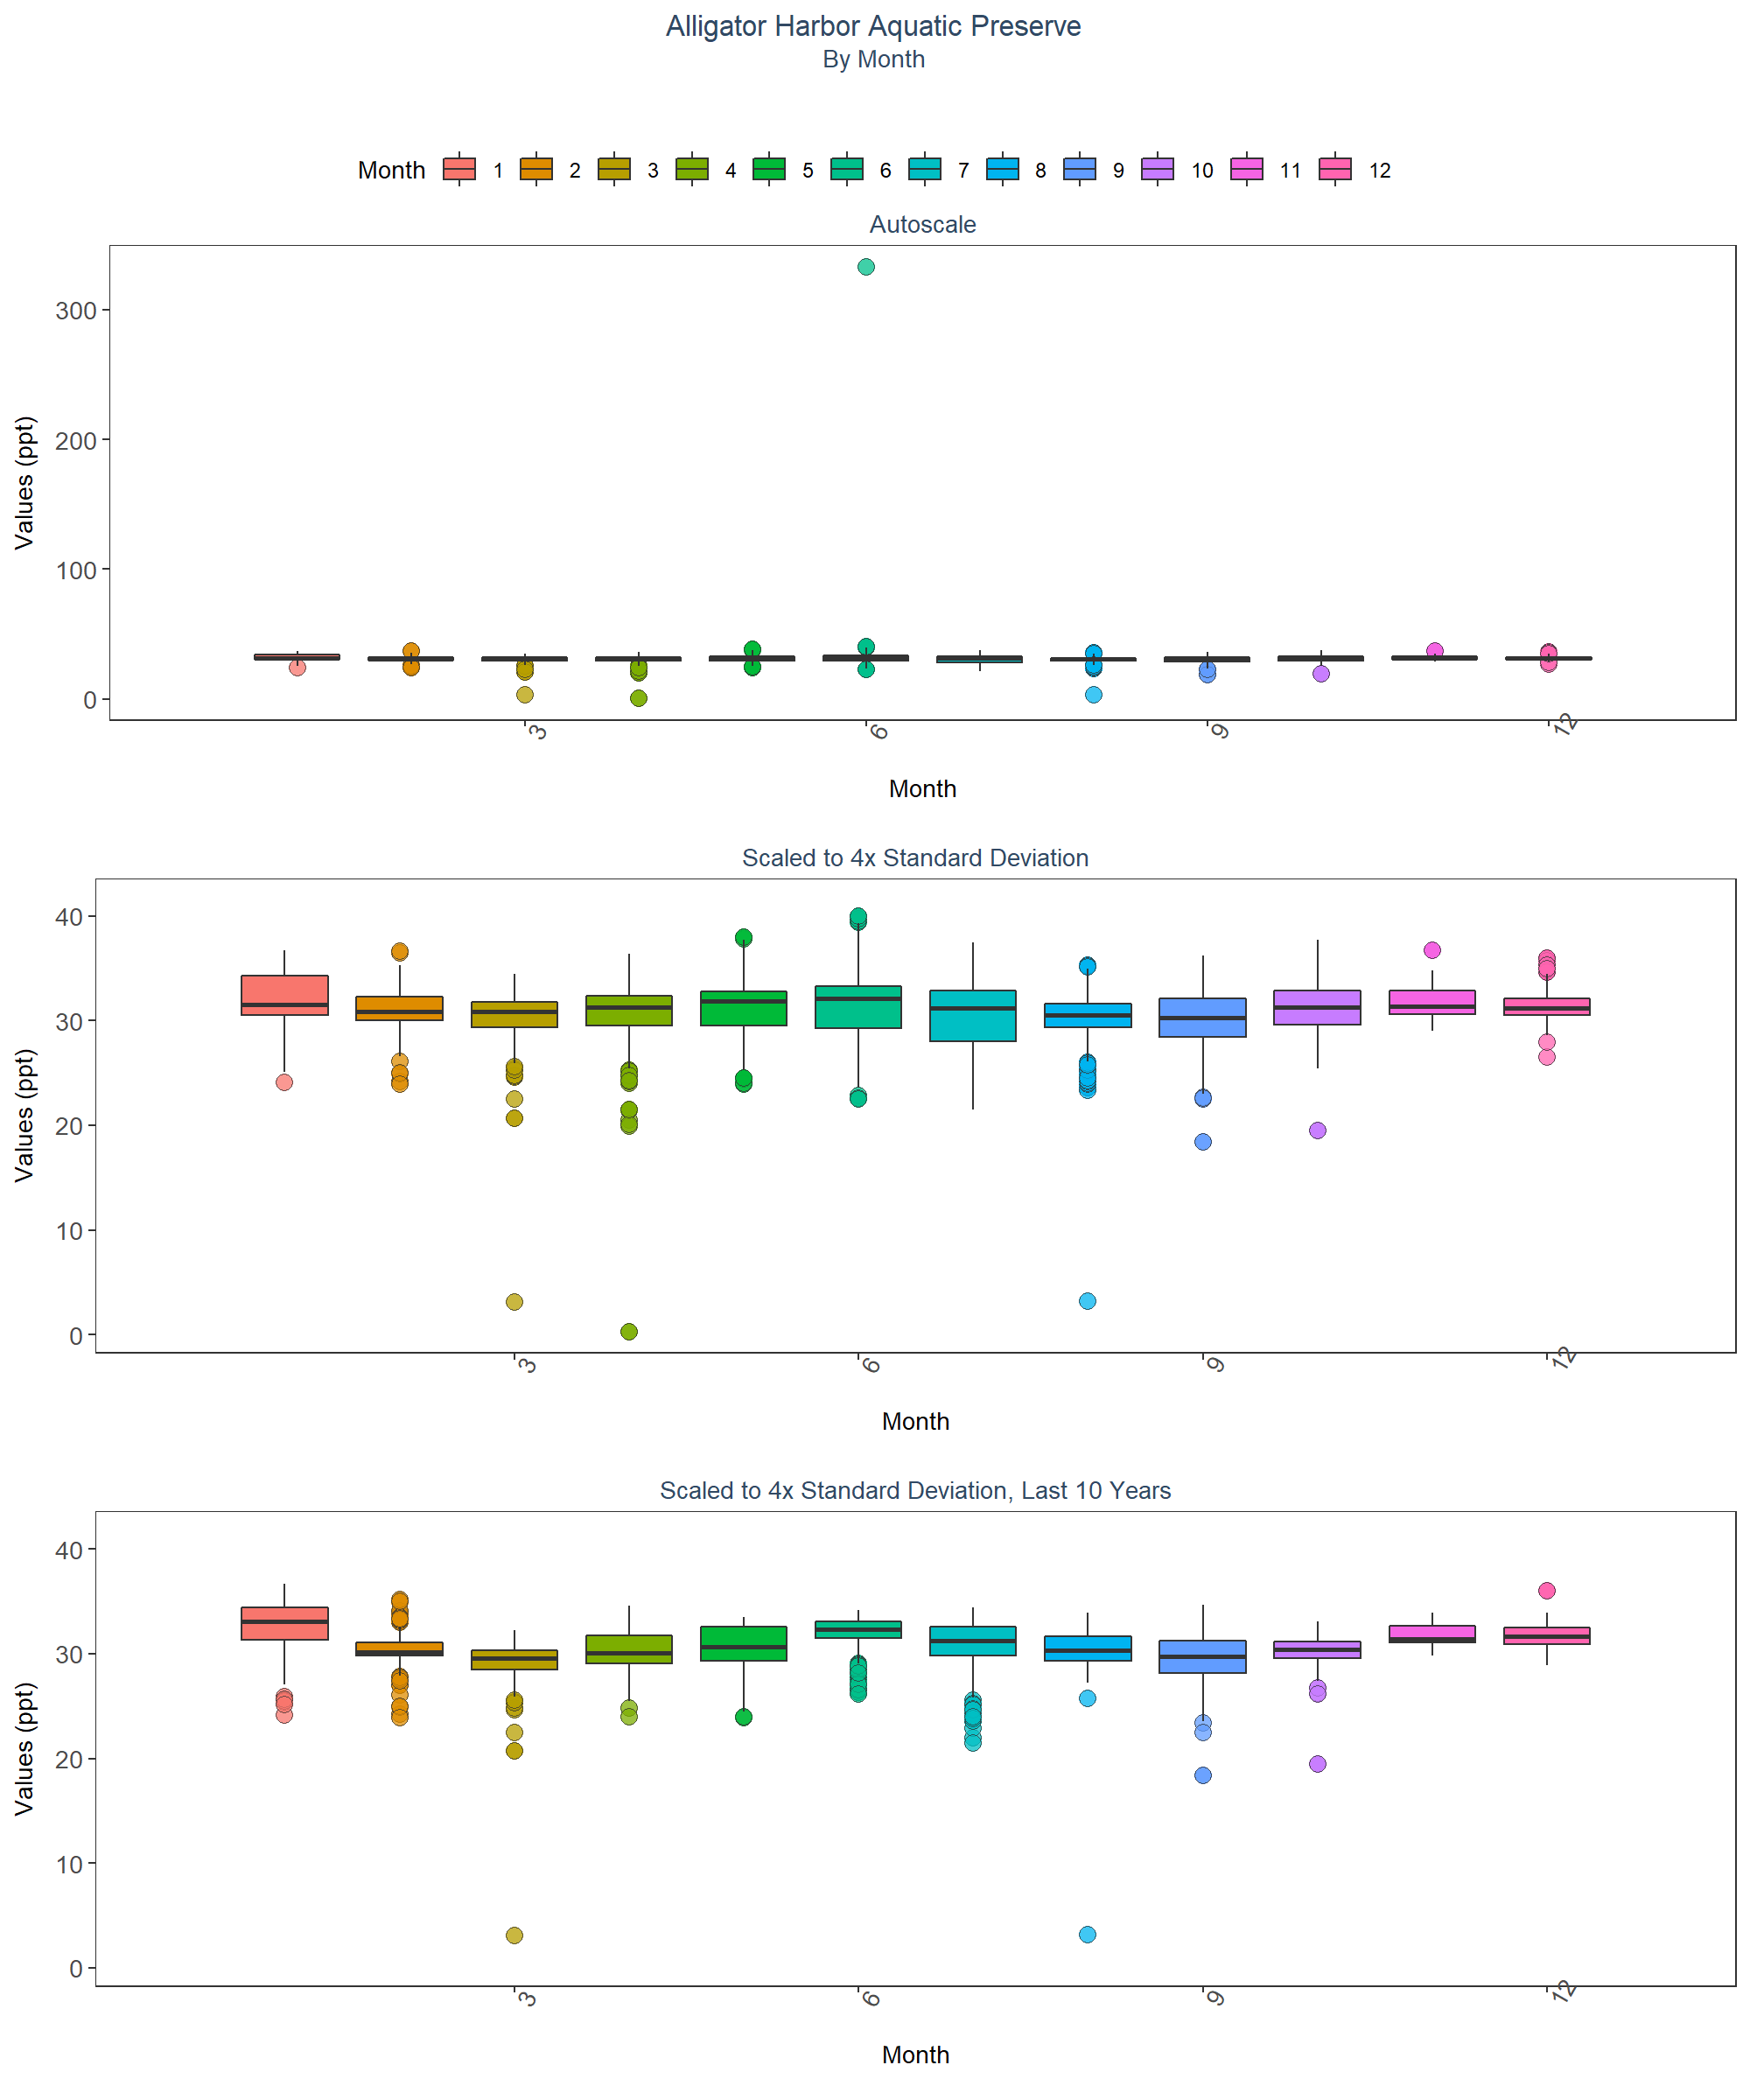 Alligator Harbor Aquatic Preserve
By Month
Month 1 2 3 4 5 6 7 8 9 10 11 12
Autoscale
Values (ppt)
300
200
100
0
3 6 9 12
Month
Scaled to 4x Standard Deviation
Values (ppt)
40
30
20
10
0
3 6 9 12
Month
Scaled to 4x Standard Deviation, Last 10 Years
Values (ppt)
40
30
20
10
0
3 6 9 12
Month